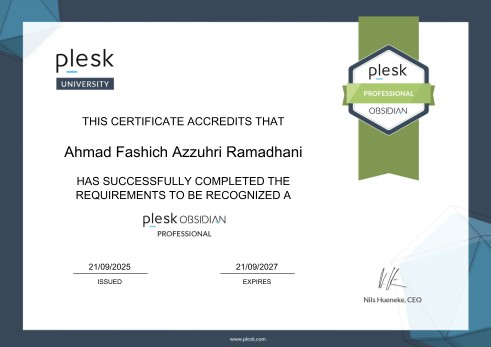 plesk
UNIVERSITY
plesk
PROFESSIONAL
OBSIDIAN
THIS CERTIFICATE ACCREDITS THAT
Ahmad Fashich Azzuhri Ramadhani
HAS SUCCESSFULLY COMPLETED THE
REQUIREMENTS TO BE RECOGNIZED A
plesk OBSIDIAN
PROFESSIONAL
21/09/2025 21/09/2027
ISSUED EXPIRES
Nils Hueneke, CEO
www.plesk.com